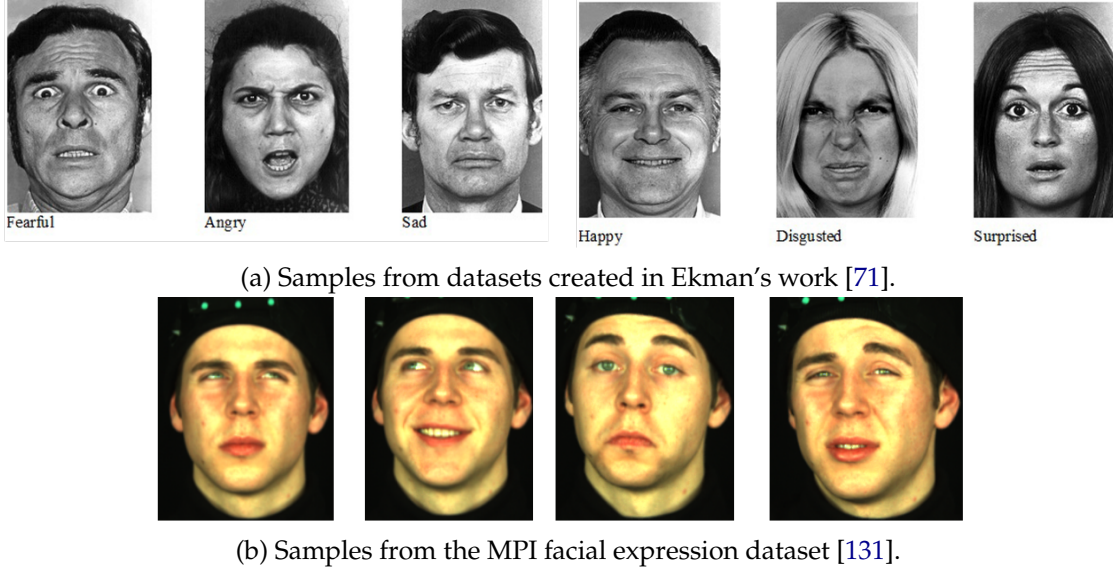 Fearful
Angry
Sad
Happy
Disgusted
Surprised
(a) Samples from datasets created in Ekman's work [71].
(b) Samples from the MPI facial expression dataset [131].